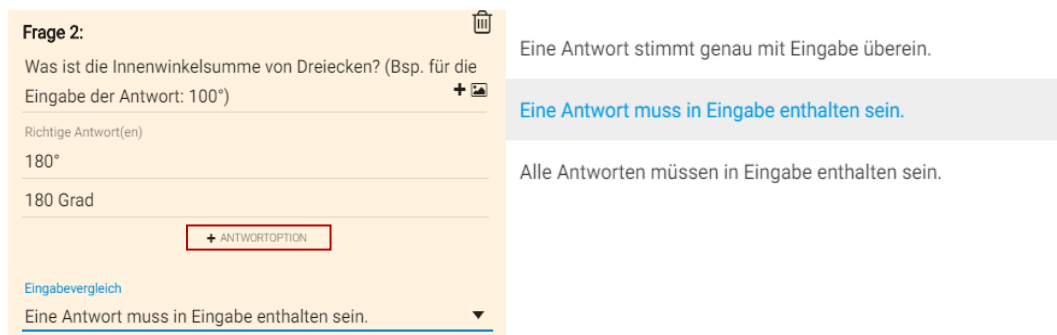 Frage 2:
Was ist die Innenwinkelsumme von Dreiecken? (Bsp. für die
Eingabe der Antwort: 100°)
Richtige Antwort(en)
180°
180 Grad
+ ANTWORTOPTION
Eingabevergleich
Eine Antwort muss in Eingabe enthalten sein.
Eine Antwort stimmt genau mit Eingabe überein.
Eine Antwort muss in Eingabe enthalten sein.
Alle Antworten müssen in Eingabe enthalten sein.